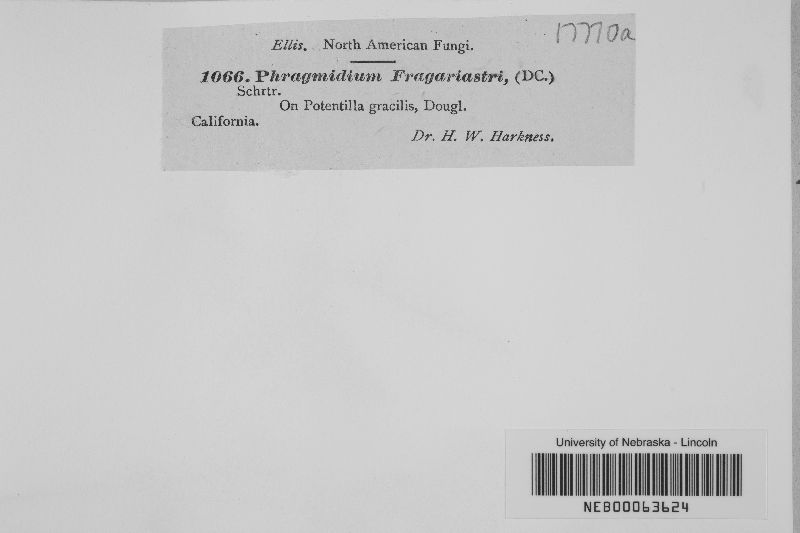 17770a
Ellis. North American Fungi.
1066. Phragmidium Fragariastri, (DC.)
Schrtr.
On Potentilla gracilis, Dougl.
California.
Dr. H. W. Harkness.
University of Nebraska - Lincoln
NEB00063624